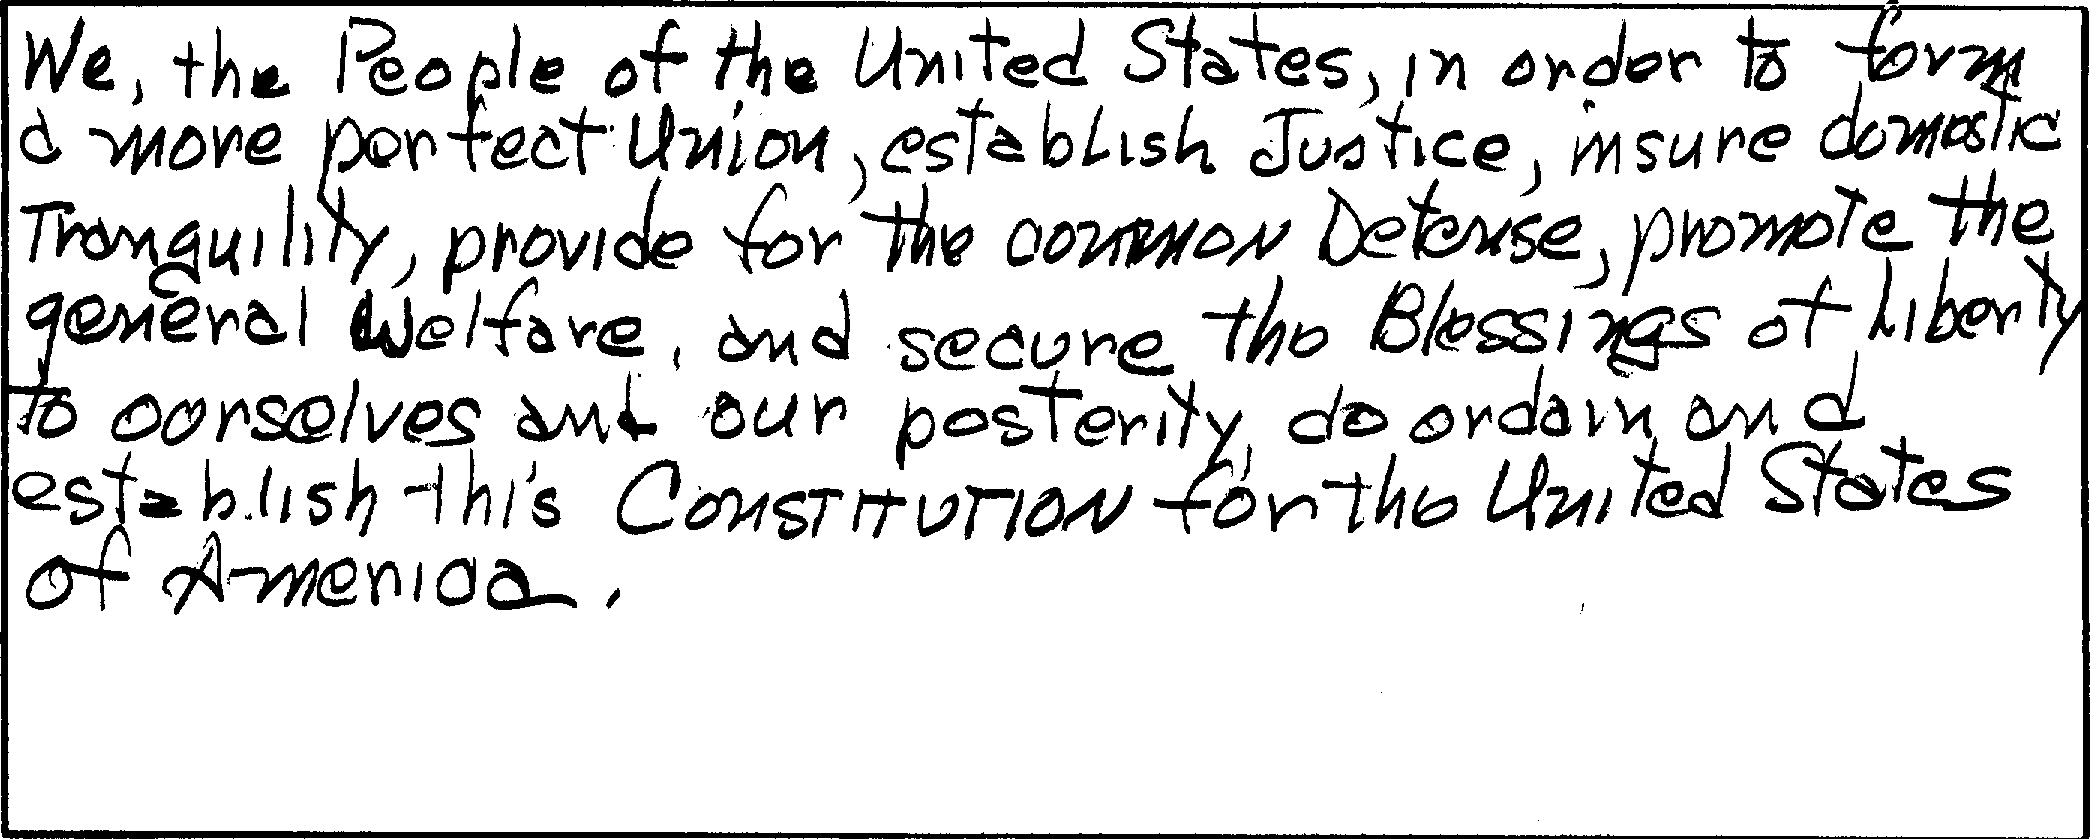 We, the People of the United States, in order to form
a more perfect Union, establish Justice, insure domestic
Tranquility, provide for the common Defense, promote the
general Welfare, and secure the Blessings of Liberty
to ourselves and our posterity, do ordain and
establish this Constitution for the United States
of America.